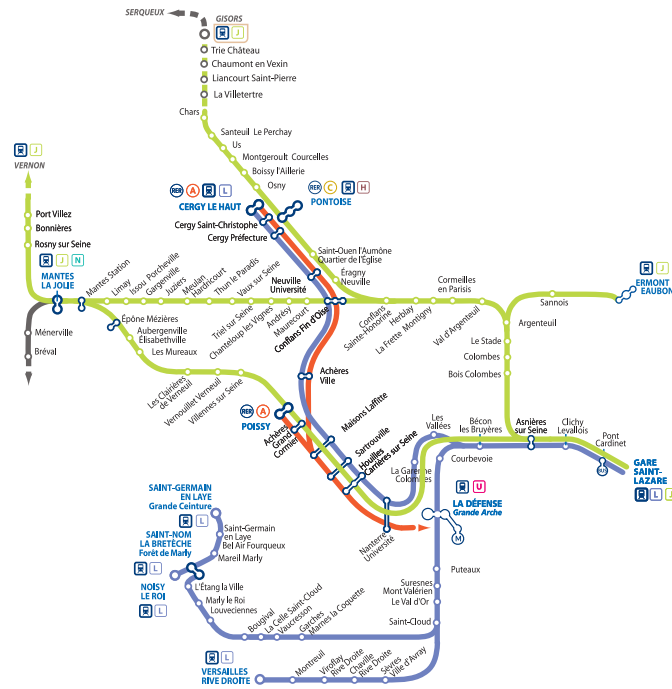 SERQUEUX
GISORS
J
Trie Château
Chaumont en Vexin
Liancourt Saint-Pierre
La Villetertre
Chars
Santeuil Le Perchay
Us
Montgeroult Courcelles
Boissy l'Aillerie
Osny
J
VERNON
RER A L
CERGY LE HAUT
RER C H
PONTOISE
Port Villez
Bonnières
Rosny sur Seine
J N
MANTES
LA JOLIE
Cergy Saint-Christophe
Cergy Préfecture
Saint-Ouen l'Aumône
Quartier de l'Église
Éragny
Neuville
Neuville
Université
Mantes Station
Limay
Issou Porcheville
Gargenville
Juziers
Meulan
Hardricourt
Thun le Paradis
Vaux sur Seine
Triel sur Seine
Chanteloup les Vignes
Andrésy
Maurecourt
Conflans Fin d'Oise
Conflans
Sainte-Honorine
Herblay
La Frette Montigny
Cormeilles
en Parisis
Val d'Argenteuil
Sannois
J
ERMONT
EAUBONNE
Argenteuil
Le Stade
Colombes
Bois Colombes
Ménerville
Bréval
Épône Mézières
Aubergenville
Élisabethville
Les Mureaux
Les Clairières
de Verneuil
Vernouillet Verneuil
Villennes sur Seine
RER A
POISSY
Achères
Ville
Achères
Grand
Cormier
Maisons Laffitte
Sartrouville
Houilles
Carrières sur Seine
Les
Vallées
La Garenne
Colombes
Bécon
les Bruyères
Courbevoie
Asnières
sur Seine
Clichy
Levallois
Pont
Cardinet
BUS
GARE
SAINT-
LAZARE
L J
U
LA DÉFENSE
Grande Arche
M
Nanterre
Université
SAINT-GERMAIN
EN LAYE
Grande Ceinture
L
Saint-Germain
en Laye
Bel Air Fourqueux
Mareil Marly
SAINT-NOM
LA BRETÈCHE
Forêt de Marly
L
NOISY
LE ROI
L
L'Étang la Ville
Marly le Roi
Louveciennes
Bougival
La Celle Saint-Cloud
Vaucresson
Garches
Marnes la Coquette
Puteaux
Suresnes
Mont Valérien
Le Val d'Or
Saint-Cloud
L
VERSAILLES
RIVE DROITE
Montreuil
Viroflay
Rive Droite
Chaville
Rive Droite
Sèvres
Ville d'Avray